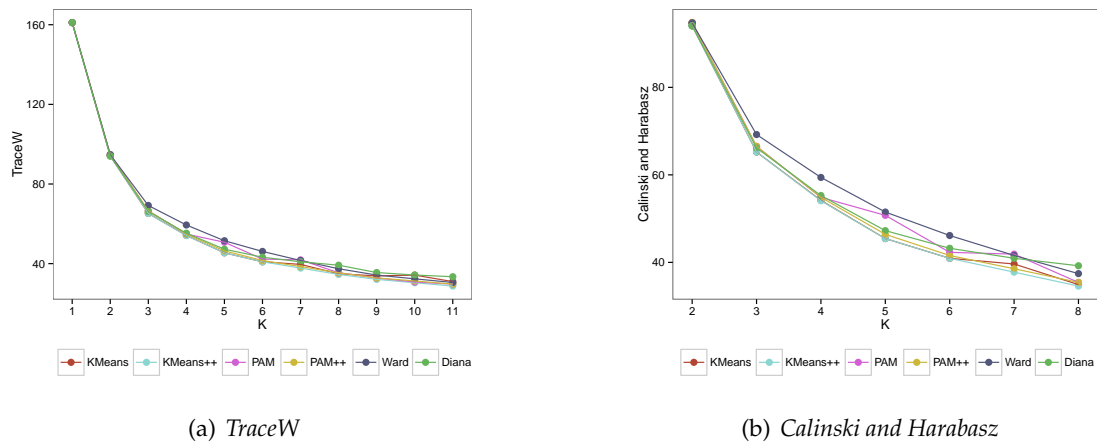 160
120
80
40
TraceW
1 2 3 4 5 6 7 8 9 10 11
K
KMeans KMeans++ PAM PAM++ Ward Diana
(a) TraceW
80
60
40
Calinski and Harabasz
2 3 4 5 6 7 8
K
KMeans KMeans++ PAM PAM++ Ward Diana
(b) Calinski and Harabasz